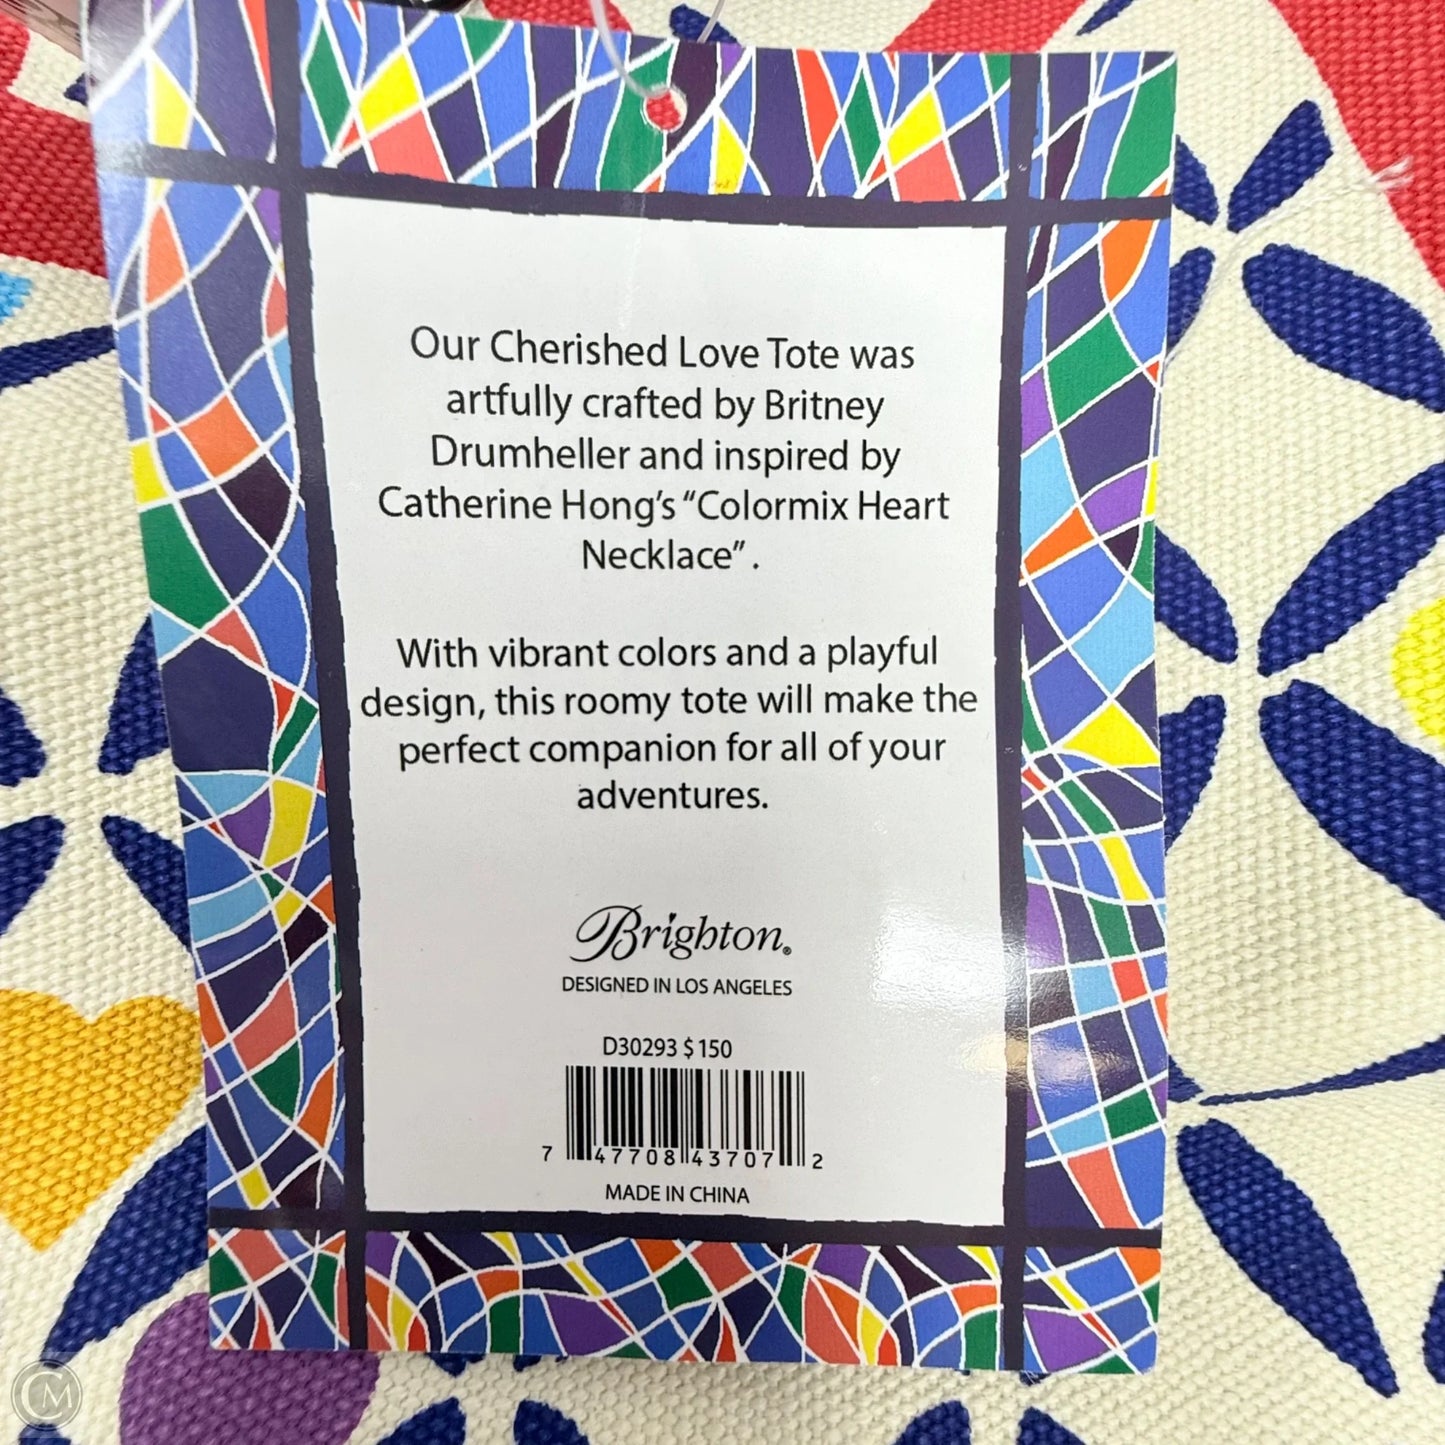 Our Cherished Love Tote was
artfully crafted by Britney
Drumheller and inspired by
Catherine Hong's "Colormix Heart
Necklace" .
With vibrant colors and a playful
design, this roomy tote will make the
perfect companion for all of your
adventures.
Brighton®
DESIGNED IN LOS ANGELES
D30293 $ 150
7 47708 43707 2
MADE IN CHINA
CM